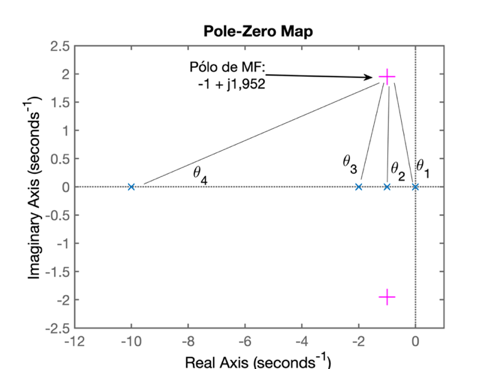 Pole-Zero Map
Pólo de MF:
-1 + j1,952
θ3
θ2
θ1
θ4
2.5
2
1.5
1
0.5
0
-0.5
-1
-1.5
-2
-2.5
Imaginary Axis (seconds-1)
-12 -10 -8 -6 -4 -2 0
Real Axis (seconds-1)